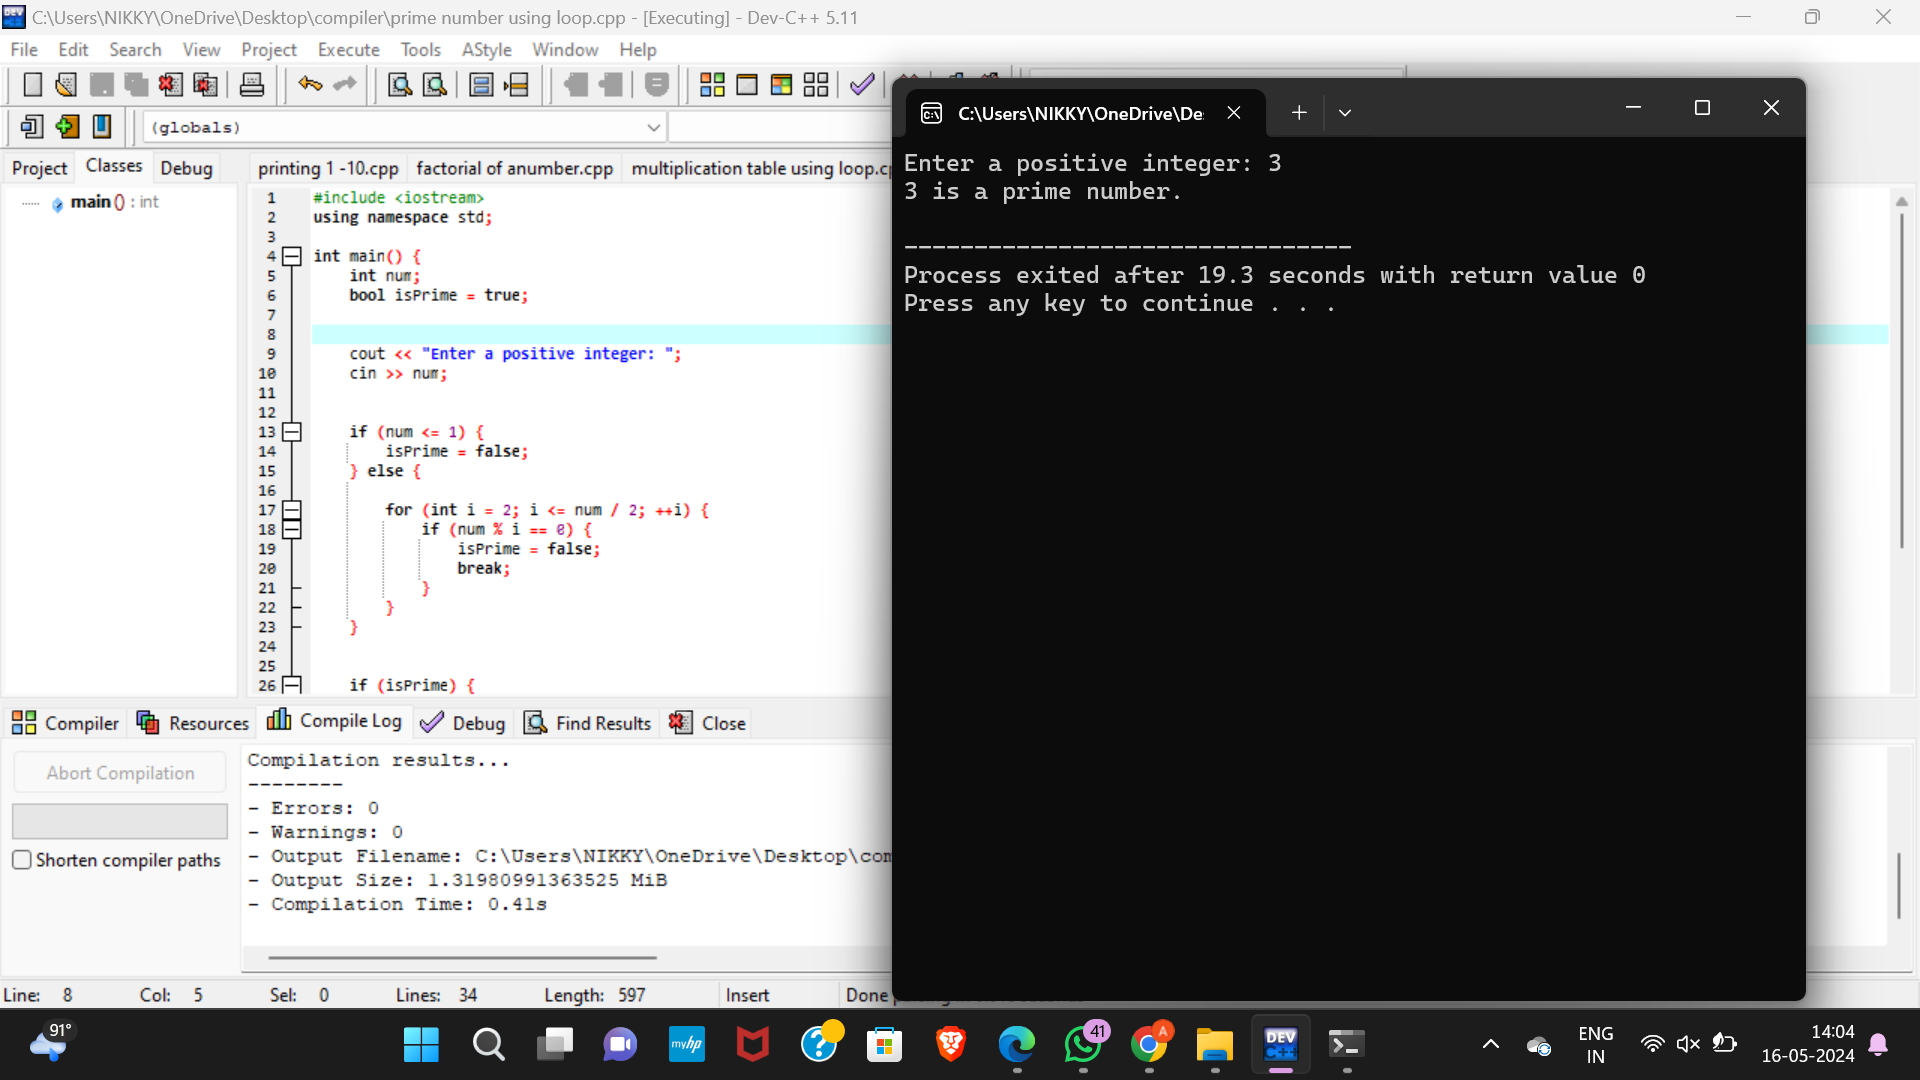 C:\Users\NIKKY\OneDrive\Desktop\compiler\prime number using loop.cpp - [Executing] - Dev-C++ 5.11
File Edit Search View Project Execute Tools AStyle Window Help
(globals)
Project Classes Debug
main () : int
printing 1 -10.cpp factorial of anumber.cpp multiplication table using loop.cp
1 #include <iostream>
2 using namespace std;
3
4 int main() {
5 int num;
6 bool isPrime = true;
7
8
9 cout << "Enter a positive integer: ";
10 cin >> num;
11
12
13 if (num <= 1) {
14 isPrime = false;
15 } else {
16
17 for (int i = 2; i <= num / 2; ++i) {
18 if (num % i == 0) {
19 isPrime = false;
20 break;
21 }
22 }
23 }
24
25
26 if (isPrime) {
C:\Users\NIKKY\OneDrive\De
Enter a positive integer: 3
3 is a prime number.
--------------------------------
Process exited after 19.3 seconds with return value 0
Press any key to continue . . .
Compiler Resources Compile Log Debug Find Results Close
Abort Compilation
Shorten compiler paths
Compilation results...
--------
- Errors: 0
- Warnings: 0
- Output Filename: C:\Users\NIKKY\OneDrive\Desktop\com
- Output Size: 1.31980991363525 MiB
- Compilation Time: 0.41s
Line: 8 Col: 5 Sel: 0 Lines: 34 Length: 597 Insert Done
91°
myhp
41
A
DEV C++
ENG
IN
14:04
16-05-2024